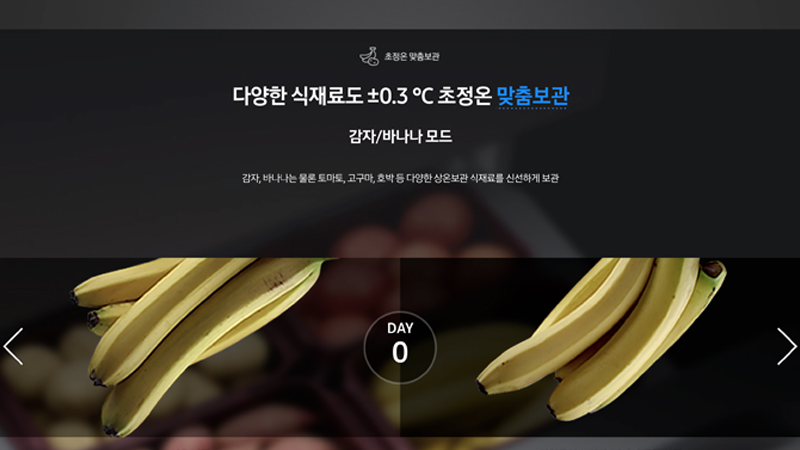 초정온 맞춤보관
다양한 식재료도 ±0.3 ℃ 초정온 맞춤보관
감자/바나나 모드
감자, 바나나는 물론 토마토, 고구마, 호박 등 다양한 상온보관 식재료를 신선하게 보관
DAY
0